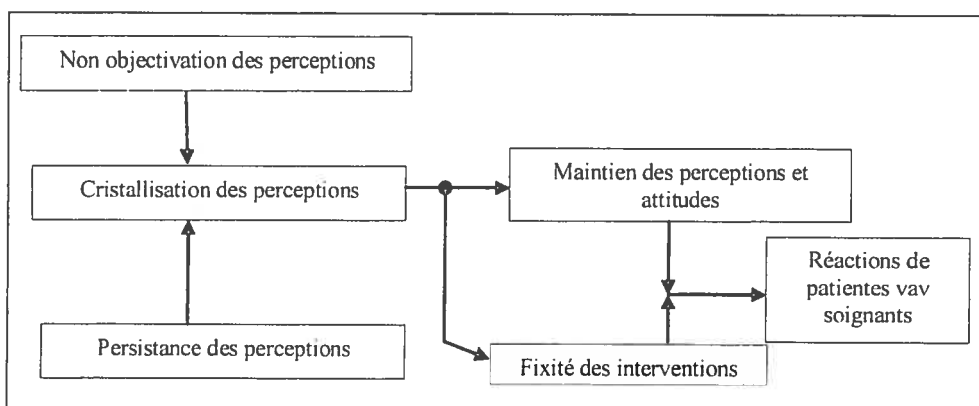 Non objectivation des perceptions
Cristallisation des perceptions
Persistance des perceptions
Maintien des perceptions et
attitudes
Fixité des interventions
Réactions de
patientes vav
soignants